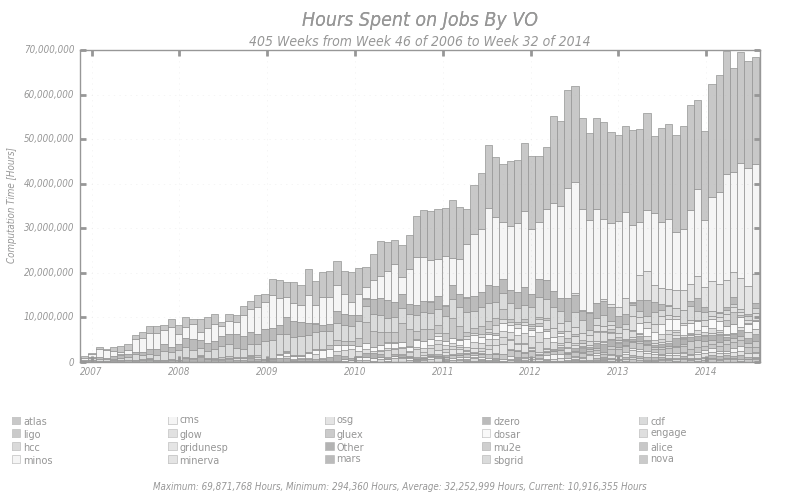 Hours Spent on Jobs By VO
405 Weeks from Week 46 of 2006 to Week 32 of 2014
Computation Time [Hours]
70,000,000
60,000,000
50,000,000
40,000,000
30,000,000
20,000,000
10,000,000
0
2007 2008 2009 2010 2011 2012 2013 2014
atlas cms osg dzero cdf
ligo glow gluex dosar engage
hcc gridunesp Other mu2e alice
minos minerva mars sbgrid nova
Maximum: 69,871,768 Hours, Minimum: 294,360 Hours, Average: 32,252,999 Hours, Current: 10,916,355 Hours